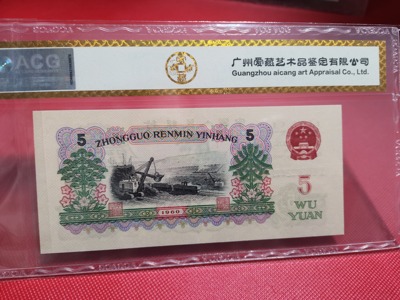 ACG
广州爱藏艺术品鉴定有限公司
Guangzhou aicang art Appraisal Co., Ltd.
5
ZHONGGUO RENMIN YINHANG
5
1960
5
WU
YUAN